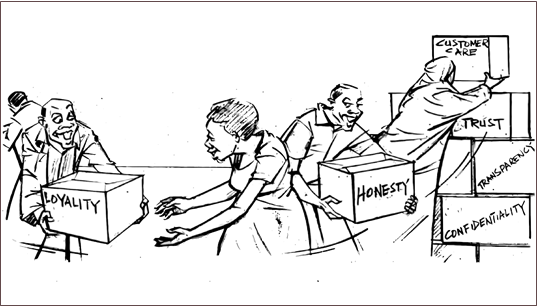 LOYALITY
HONESTY
CUSTOMER
CARE
TRUST
TRANSPARENCY
CONFIDENTIALITY